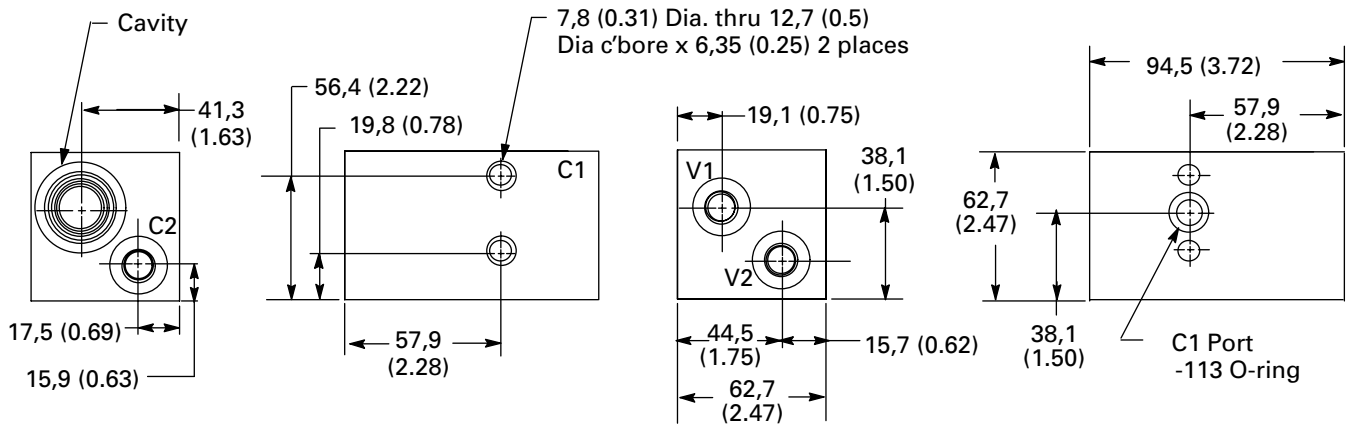 Cavity
41,3
(1.63)
C2
17,5 (0.69)
15,9 (0.63)
7,8 (0.31) Dia. thru 12,7 (0.5)
Dia c'bore x 6,35 (0.25) 2 places
56,4 (2.22)
19,8 (0.78)
C1
57,9
(2.28)
19,1 (0.75)
V1
38,1
(1.50)
V2
44,5
(1.75)
15,7 (0.62)
62,7
(2.47)
94,5 (3.72)
57,9
(2.28)
62,7
(2.47)
38,1
(1.50)
C1 Port
-113 O-ring